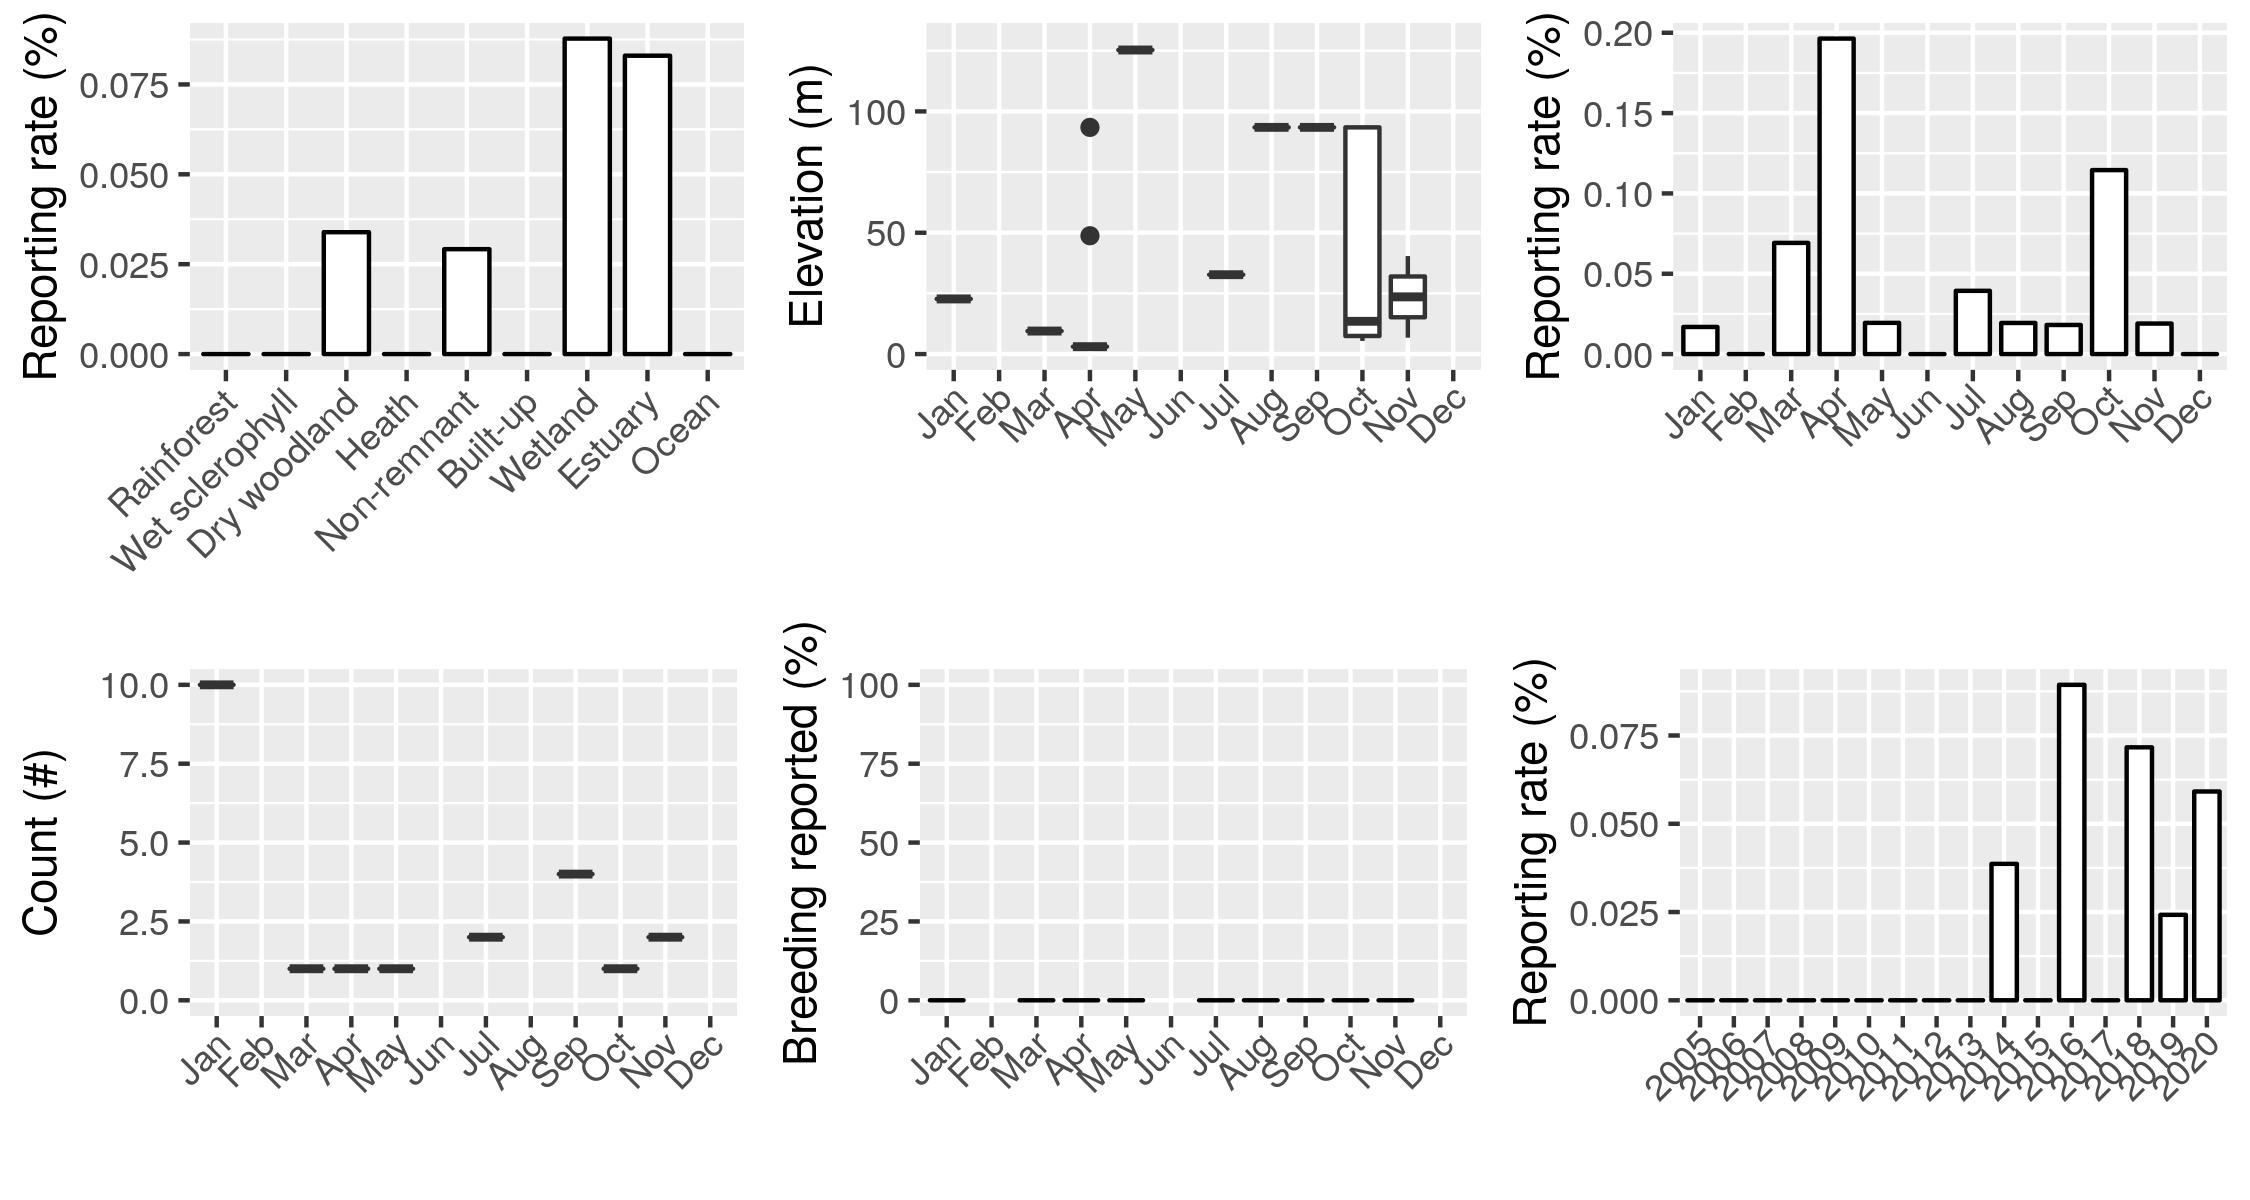 Reporting rate (%)
0.075
0.050
0.025
0.000
Rainforest
Wet sclerophyll
Dry woodland
Heath
Non-remnant
Built-up
Wetland
Estuary
Ocean
Elevation (m)
100
50
0
Jan
Feb
Mar
Apr
May
Jun
Jul
Aug
Sep
Oct
Nov
Dec
Reporting rate (%)
0.20
0.15
0.10
0.05
0.00
Jan
Feb
Mar
Apr
May
Jun
Jul
Aug
Sep
Oct
Nov
Dec
Count (#)
10.0
7.5
5.0
2.5
0.0
Jan
Feb
Mar
Apr
May
Jun
Jul
Aug
Sep
Oct
Nov
Dec
Breeding reported (%)
100
75
50
25
0
Jan
Feb
Mar
Apr
May
Jun
Jul
Aug
Sep
Oct
Nov
Dec
Reporting rate (%)
0.075
0.050
0.025
0.000
2005
2006
2007
2008
2009
2010
2011
2012
2013
2014
2015
2016
2017
2018
2019
2020